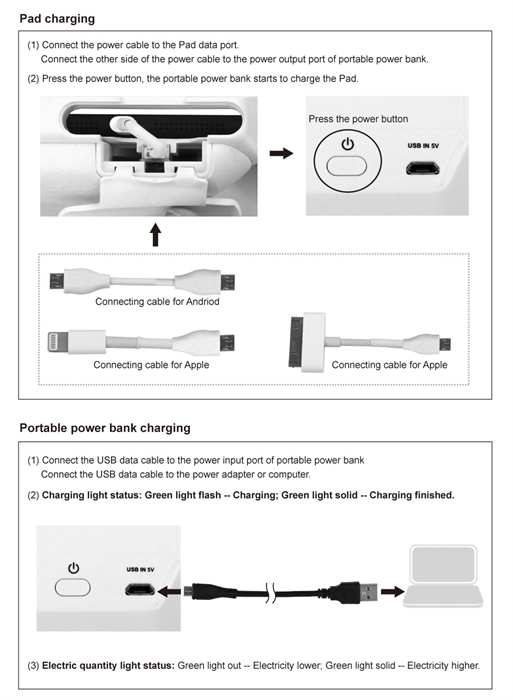 Pad charging
(1) Connect the power cable to the Pad data port.
Connect the other side of the power cable to the power output port of portable power bank.
(2) Press the power button, the portable power bank starts to charge the Pad.
Press the power button
USB IN 5V
Connecting cable for Andriod
Connecting cable for Apple
Connecting cable for Apple
Portable power bank charging
(1) Connect the USB data cable to the power input port of portable power bank
Connect the USB data cable to the power adapter or computer.
(2) Charging light status: Green light flash -- Charging; Green light solid -- Charging finished.
USB IN 5V
(3) Electric quantity light status: Green light out -- Electricity lower; Green light solid -- Electricity higher.